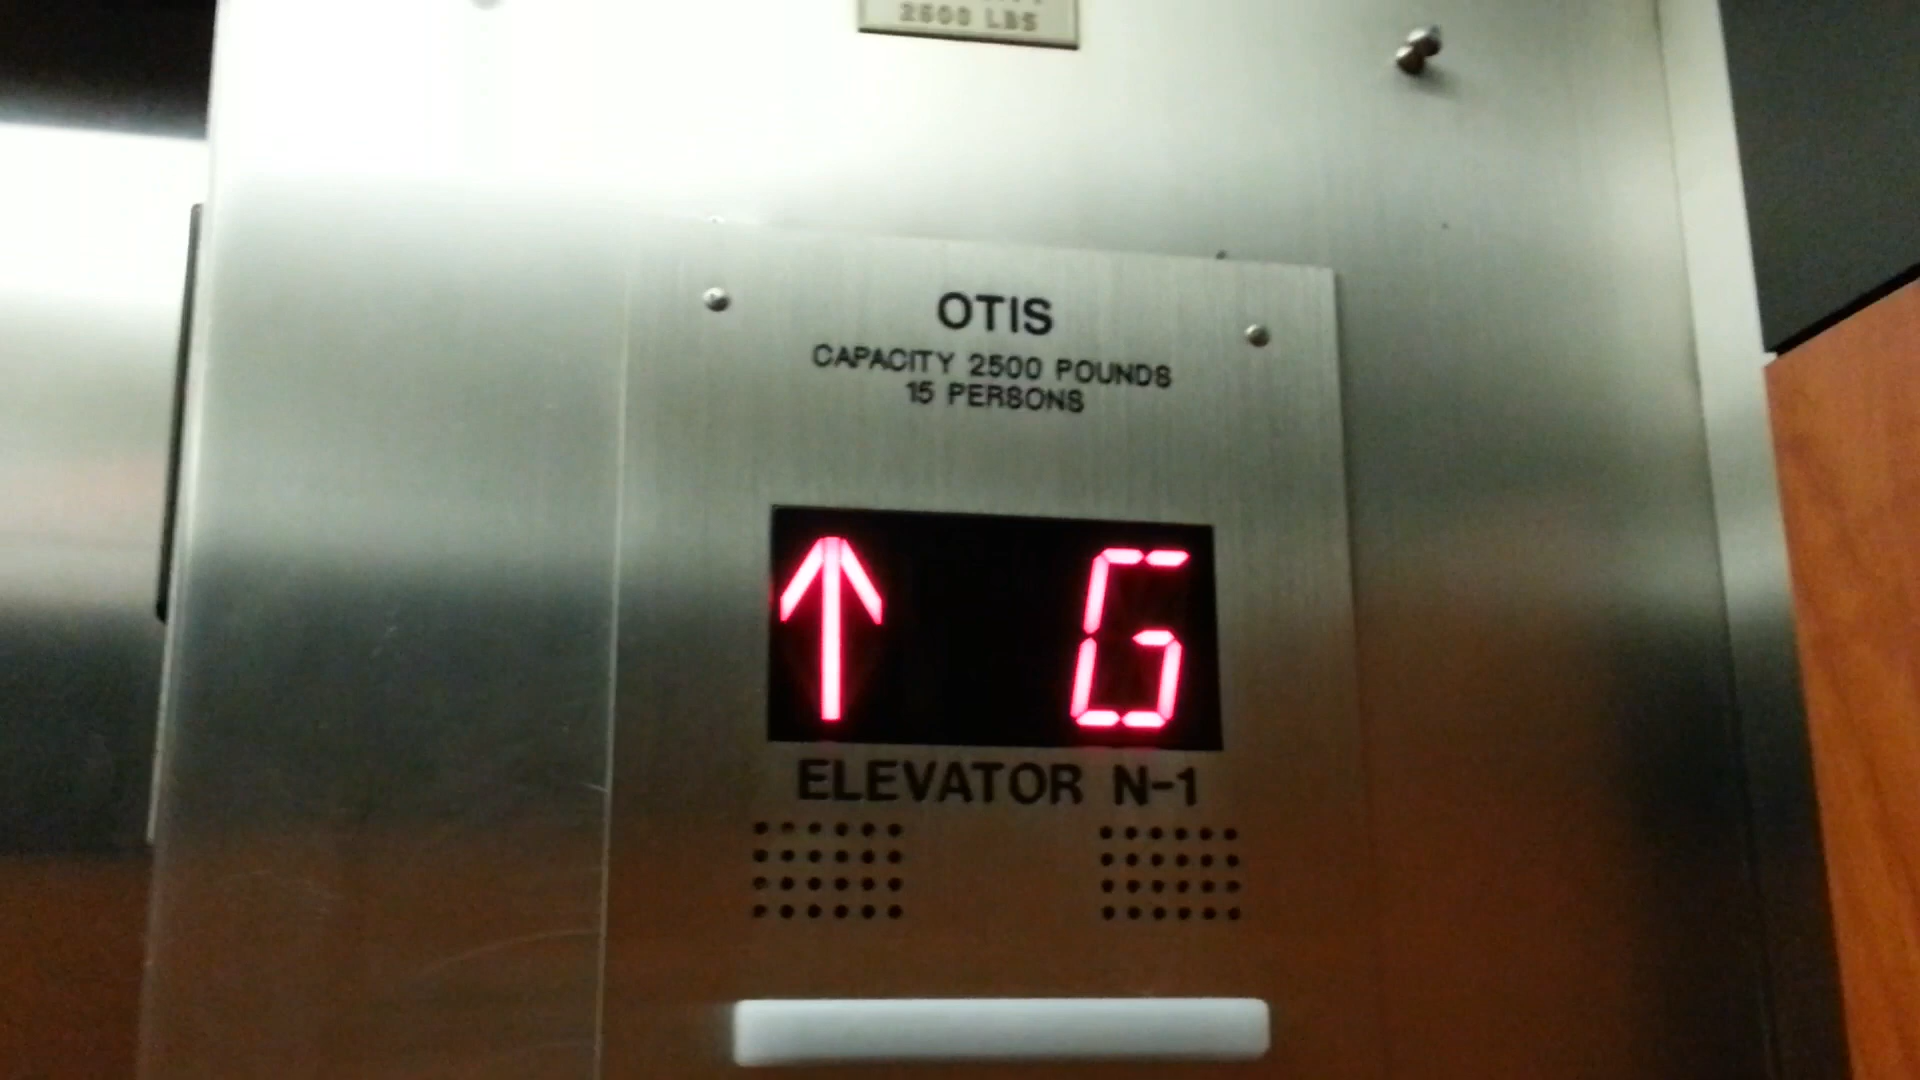 2500 LBS
OTIS
CAPACITY 2500 POUNDS
15 PERSONS
↑ G
ELEVATOR N-1